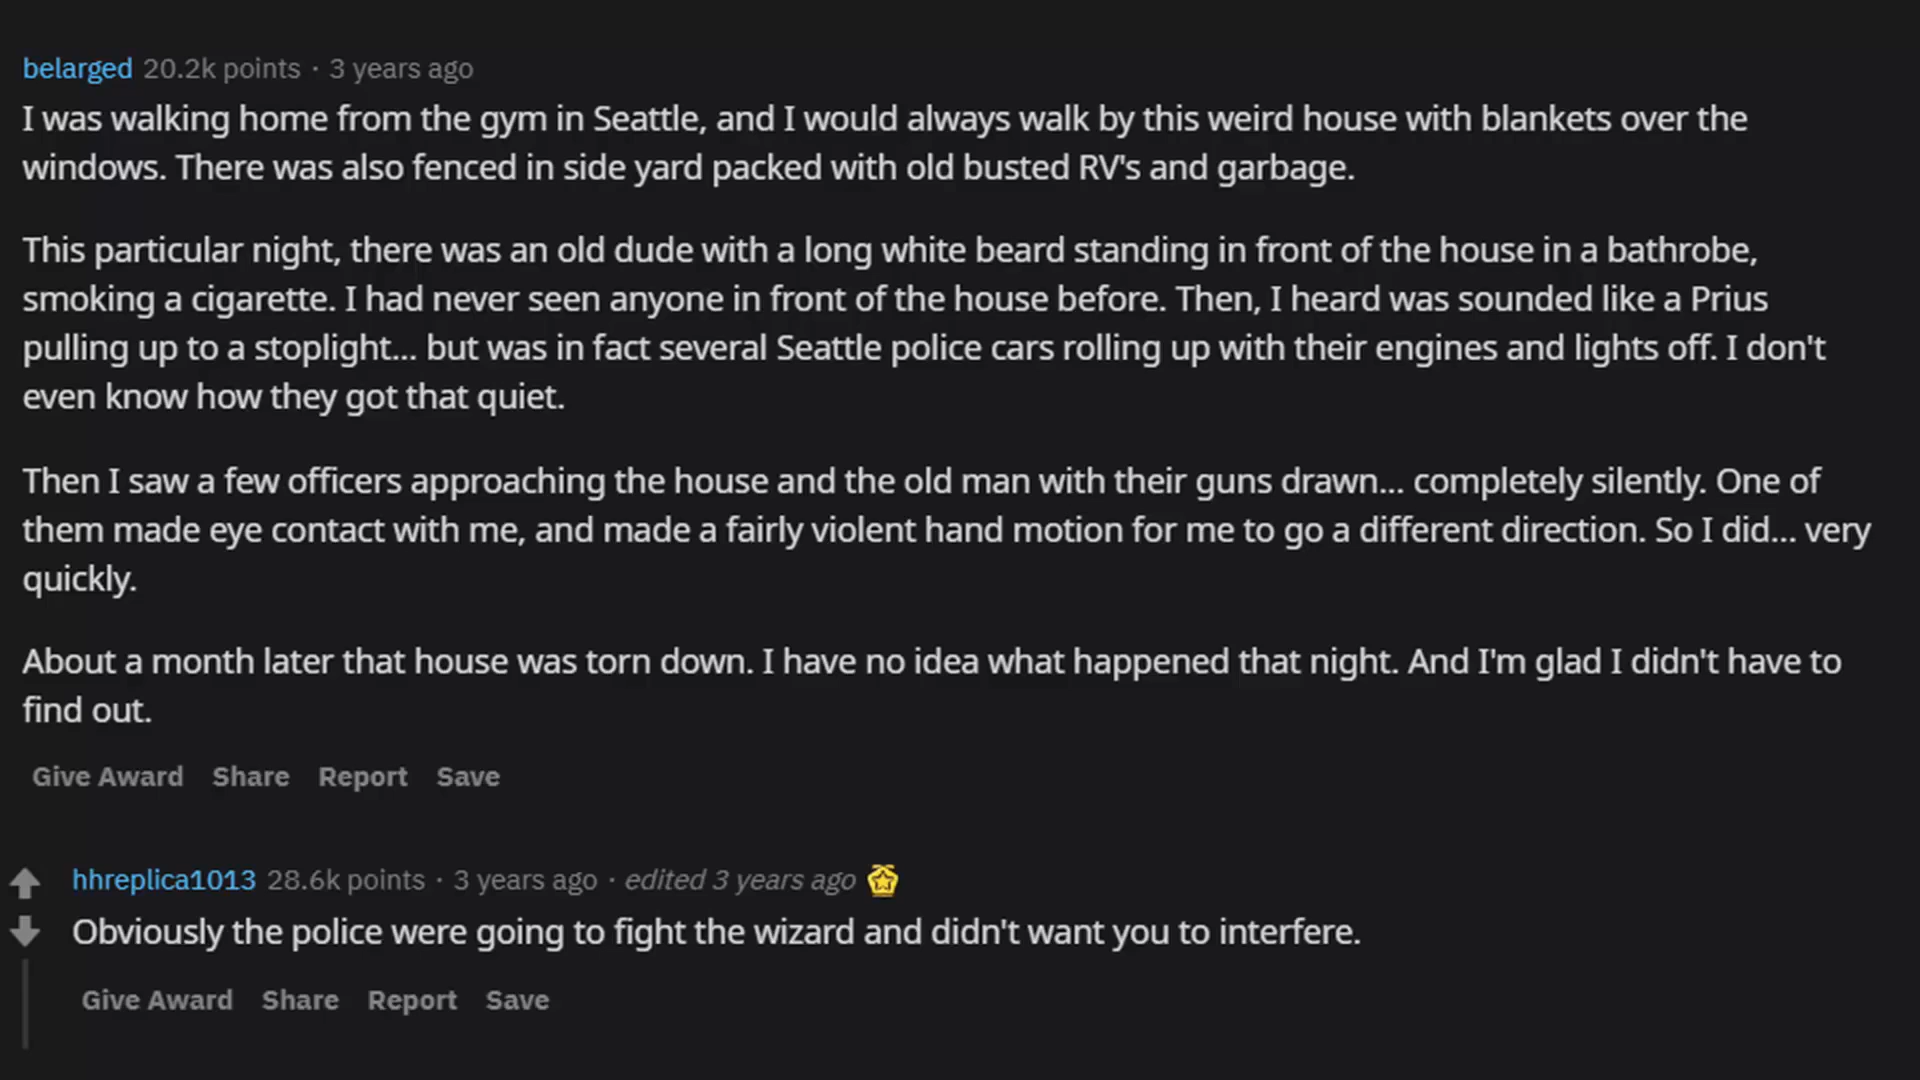 belarged 20.2k points · 3 years ago
I was walking home from the gym in Seattle, and I would always walk by this weird house with blankets over the
windows. There was also fenced in side yard packed with old busted RV's and garbage.
This particular night, there was an old dude with a long white beard standing in front of the house in a bathrobe,
smoking a cigarette. I had never seen anyone in front of the house before. Then, I heard was sounded like a Prius
pulling up to a stoplight... but was in fact several Seattle police cars rolling up with their engines and lights off. I don't
even know how they got that quiet.
Then I saw a few officers approaching the house and the old man with their guns drawn... completely silently. One of
them made eye contact with me, and made a fairly violent hand motion for me to go a different direction. So I did... very
quickly.
About a month later that house was torn down. I have no idea what happened that night. And I'm glad I didn't have to
find out.
Give Award Share Report Save
hhreplica1013 28.6k points · 3 years ago · edited 3 years ago
Obviously the police were going to fight the wizard and didn't want you to interfere.
Give Award Share Report Save